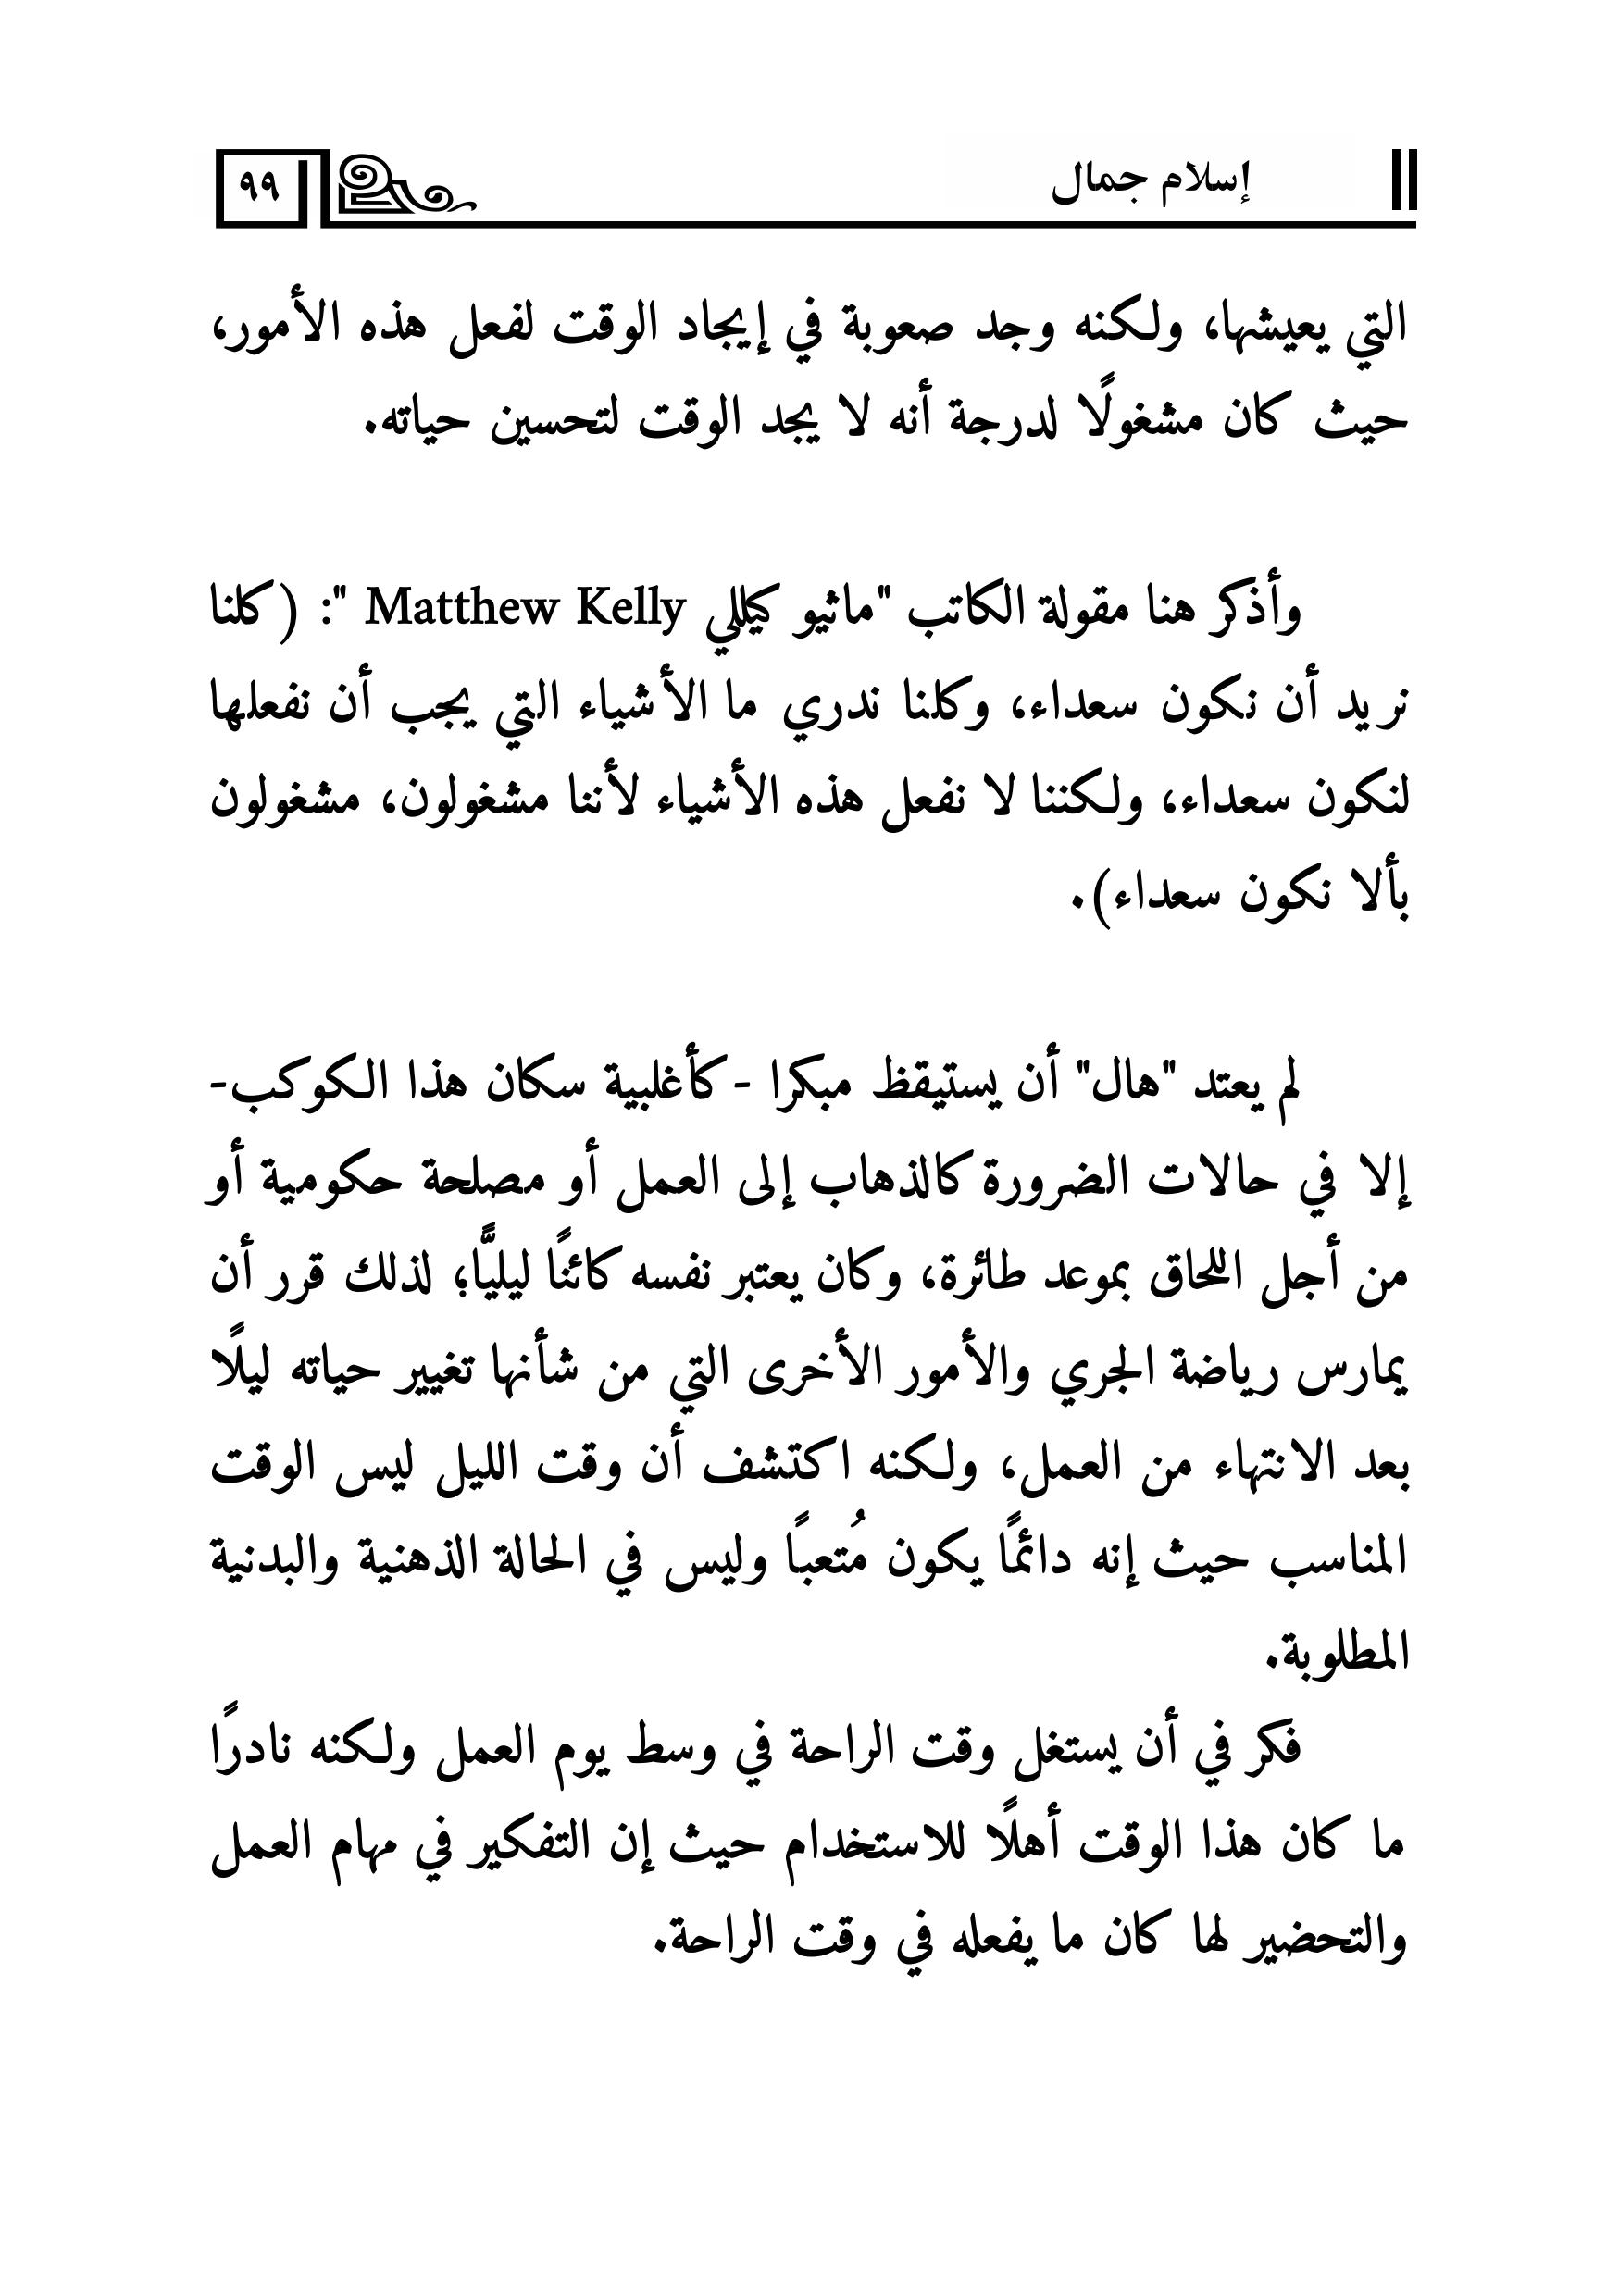 إسلام جمال
٩٩
التي يعيشها، ولكنه وجد صعوبة في إيجاد الوقت لفعل هذه الأمور،
حيث كان مشغولًا لدرجة أنه لا يجد الوقت لتحسين حياته.
وأذكر هنا مقولة الكاتب "ماثيو كيللي Matthew Kelly ": (كلنا
نريد أن نكون سعداء، وكلنا ندري ما الأشياء التي يجب أن نفعلها
لنكون سعداء، ولكننا لا نفعل هذه الأشياء لأننا مشغولون، مشغولون
بألا نكون سعداء).
لم يعتد "هال" أن يستيقظ مبكرا -كأغلبية سكان هذا الكوكب-
إلا في حالات الضرورة كالذهاب إلى العمل أو مصلحة حكومية أو
من أجل اللحاق بموعد طائرة، وكان يعتبر نفسه كائنًا ليليًّا؛ لذلك قرر أن
يمارس رياضة الجري والأمور الأخرى التي من شأنها تغيير حياته ليلًا
بعد الانتهاء من العمل، ولكنه اكتشف أن وقت الليل ليس الوقت
المناسب حيث إنه دائمًا يكون مُتعبًا وليس في الحالة الذهنية والبدنية
المطلوبة.
فكر في أن يستغل وقت الراحة في وسط يوم العمل ولكنه نادرًا
ما كان هذا الوقت أهلًا للاستخدام حيث إن التفكير في مهام العمل
والتحضير لها كان ما يفعله في وقت الراحة.